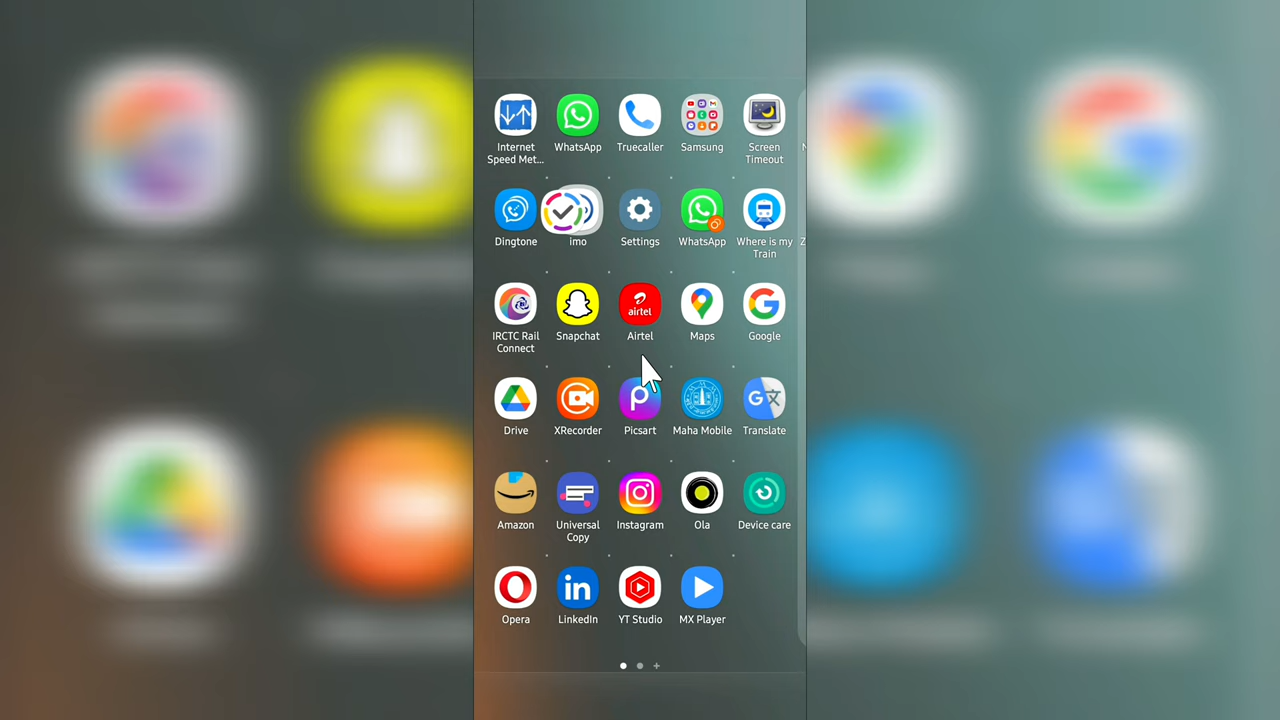 Internet
Speed Met...
WhatsApp
Truecaller
Samsung
Screen
Timeout
Dingtone
imo
Settings
WhatsApp
Where is my
Train
airtel
IRCTC Rail
Connect
Snapchat
Airtel
Maps
Google
Drive
XRecorder
Picsart
Maha Mobile
Translate
Amazon
Universal
Copy
Instagram
Ola
Device care
Opera
LinkedIn
YT Studio
MX Player